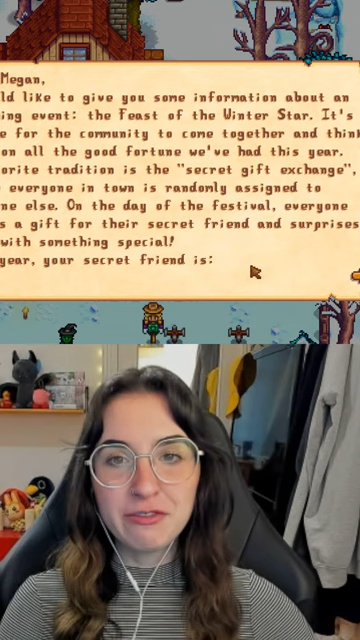 Megan,
ld like to give you some information about an
ing event: the Feast of the Winter Star. It's
e for the community to come together and think
on all the good fortune we've had this year.
orite tradition is the "secret gift exchange",
everyone in town is randomly assigned to
ne else. On the day of the festival, everyone
s a gift for their secret friend and surprises
with something special!
year, your secret friend is: